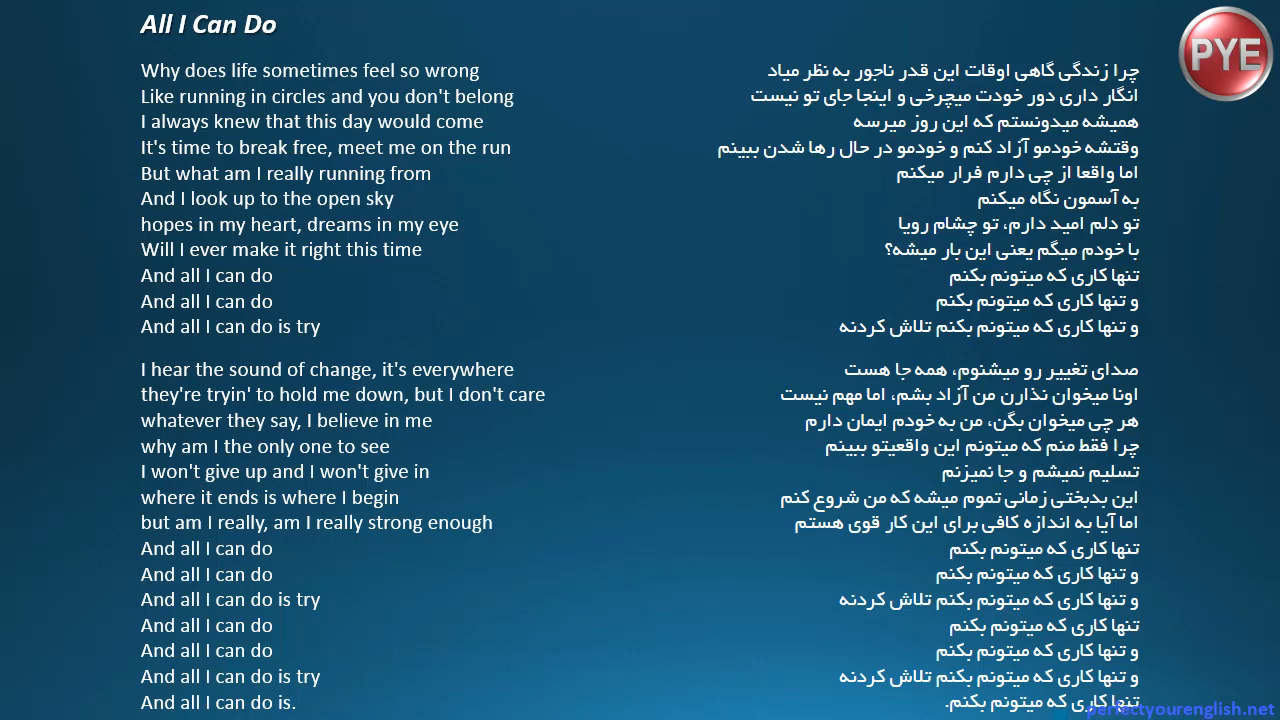 All I Can Do
PYE
Why does life sometimes feel so wrong
چرا زندگی گاهی اوقات این قدر ناجور به نظر میاد
Like running in circles and you don't belong
انگار داری دور خودت میچرخی و اینجا جای تو نیست
I always knew that this day would come
همیشه میدونستم که این روز میرسه
It's time to break free, meet me on the run
وقتشه خودمو آزاد کنم و خودمو در حال رها شدن ببینم
But what am I really running from
اما واقعا از چی دارم فرار میکنم
And I look up to the open sky
به آسمون نگاه میکنم
hopes in my heart, dreams in my eye
تو دلم امید دارم، تو چشام رویا
Will I ever make it right this time
با خودم میگم یعنی این بار میشه؟
And all I can do
تنها کاری که میتونم بکنم
And all I can do
و تنها کاری که میتونم بکنم
And all I can do is try
و تنها کاری که میتونم بکنم تلاش کردنه
I hear the sound of change, it's everywhere
صدای تغییر رو میشنوم، همه جا هست
they're tryin' to hold me down, but I don't care
اونا میخوان نذارن من آزاد بشم، اما مهم نیست
whatever they say, I believe in me
هر چی میخوان بگن، من به خودم ایمان دارم
why am I the only one to see
چرا فقط منم که میتونم این واقعیتو ببینم
I won't give up and I won't give in
تسلیم نمیشم و جا نمیزنم
where it ends is where I begin
این بدبختی زمانی تموم میشه که من شروع کنم
but am I really, am I really strong enough
اما آیا به اندازه کافی برای این کار قوی هستم
And all I can do
تنها کاری که میتونم بکنم
And all I can do
و تنها کاری که میتونم بکنم
And all I can do is try
و تنها کاری که میتونم بکنم تلاش کردنه
And all I can do
تنها کاری که میتونم بکنم
And all I can do
و تنها کاری که میتونم بکنم
And all I can do is try
و تنها کاری که میتونم بکنم تلاش کردنه
And all I can do is.
تنها کاری که میتونم بکنم.
perfectyourenglish.net